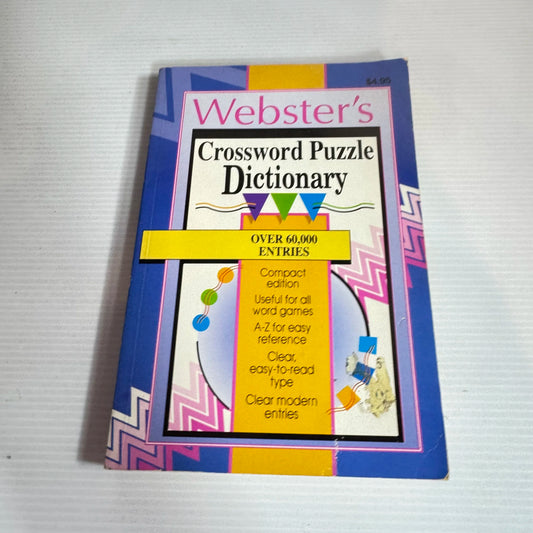 $4.95
Webster's
Crossword Puzzle
Dictionary
OVER 60,000
ENTRIES
Compact
edition
Useful for all
word games
A-Z for easy
reference
Clear,
easy-to-read
type
Clear modern
entries